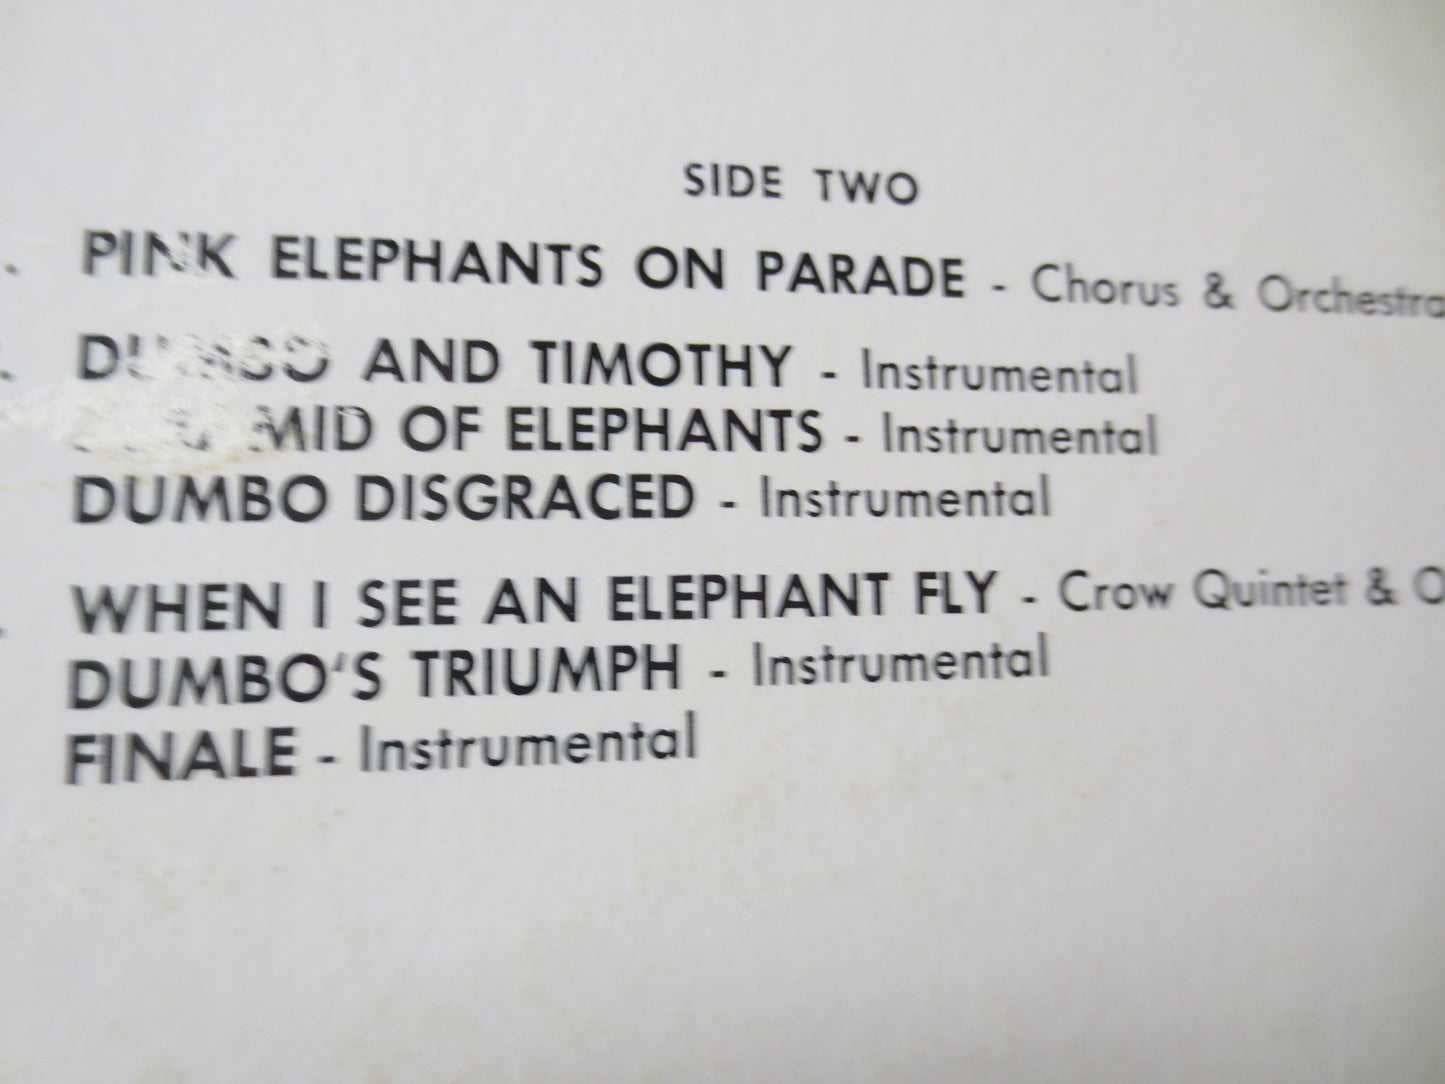 SIDE TWO
. PINK ELEPHANTS ON PARADE - Chorus & Orchestra
. DUMBO AND TIMOTHY - Instrumental
MID OF ELEPHANTS - Instrumental
DUMBO DISGRACED - Instrumental
. WHEN I SEE AN ELEPHANT FLY - Crow Quintet & O
DUMBO'S TRIUMPH - Instrumental
FINALE - Instrumental